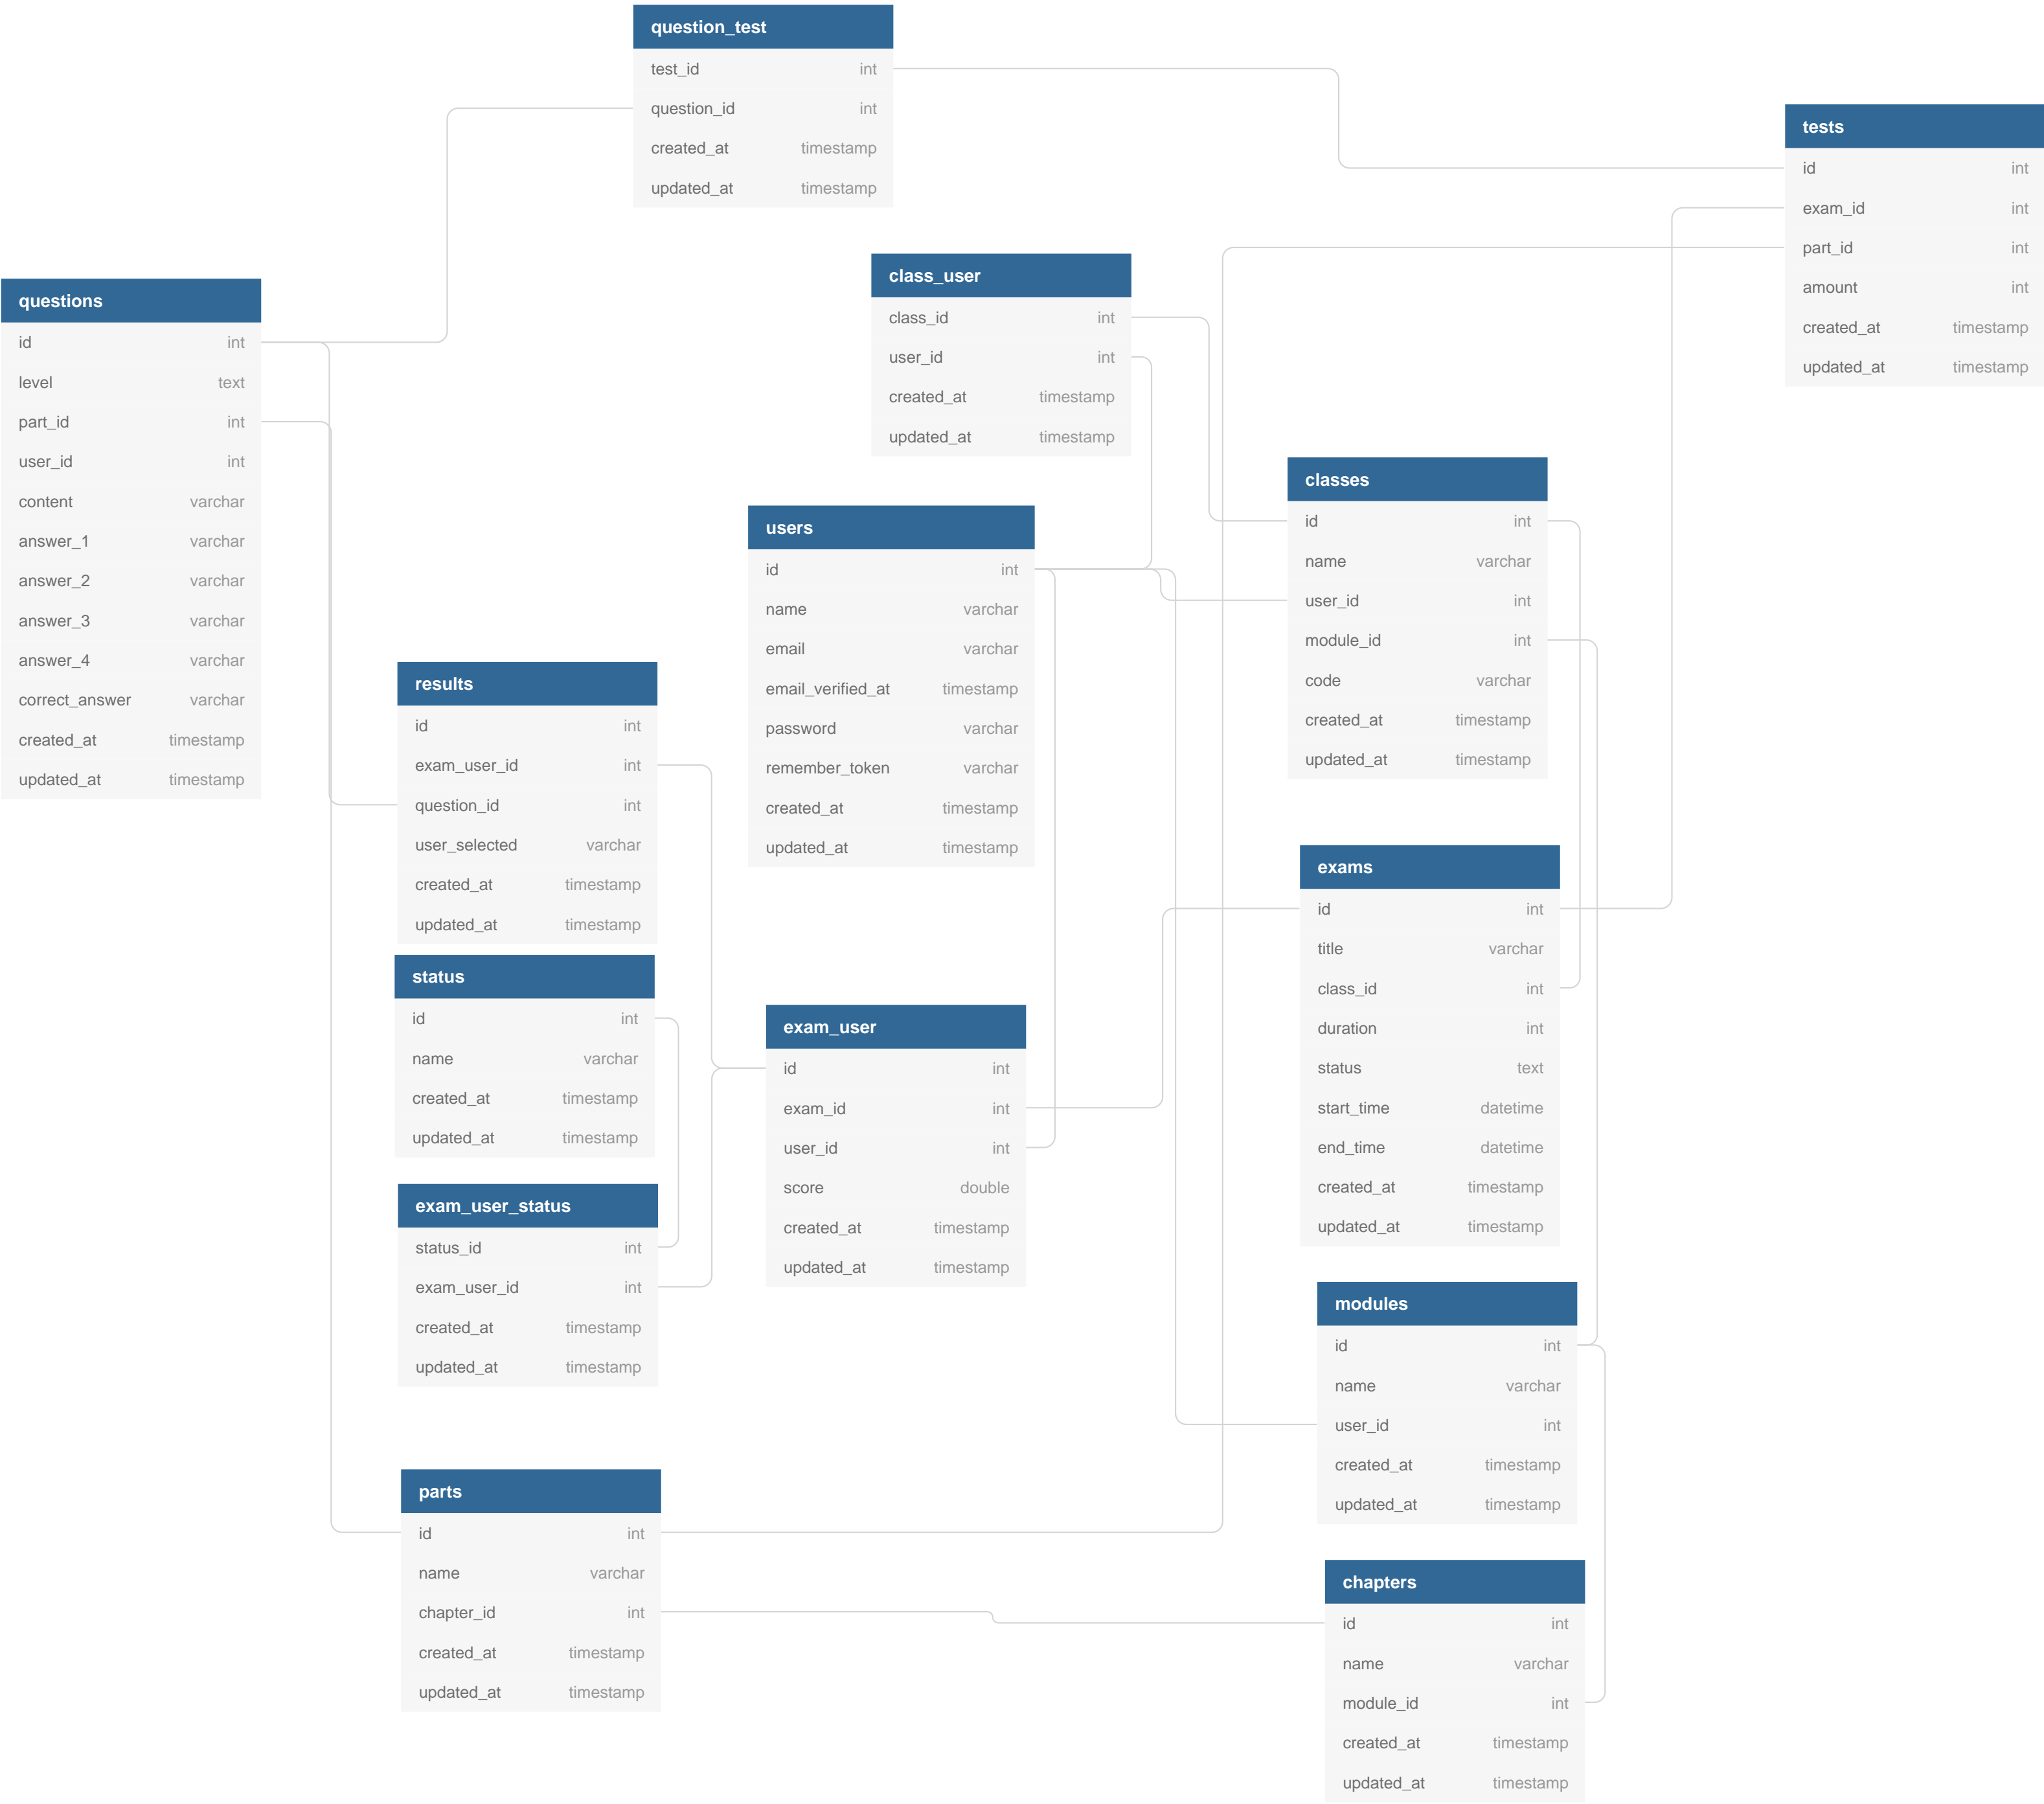 question_test
test_id int
question_id int
created_at timestamp
updated_at timestamp
tests
id int
exam_id int
part_id int
amount int
created_at timestamp
updated_at timestamp
class_user
class_id int
user_id int
created_at timestamp
updated_at timestamp
questions
id int
level text
part_id int
user_id int
content varchar
answer_1 varchar
answer_2 varchar
answer_3 varchar
answer_4 varchar
correct_answer varchar
created_at timestamp
updated_at timestamp
classes
id int
name varchar
user_id int
module_id int
code varchar
created_at timestamp
updated_at timestamp
users
id int
name varchar
email varchar
email_verified_at timestamp
password varchar
remember_token varchar
created_at timestamp
updated_at timestamp
results
id int
exam_user_id int
question_id int
user_selected varchar
created_at timestamp
updated_at timestamp
exams
id int
title varchar
class_id int
duration int
status text
start_time datetime
end_time datetime
created_at timestamp
updated_at timestamp
status
id int
name varchar
created_at timestamp
updated_at timestamp
exam_user
id int
exam_id int
user_id int
score double
created_at timestamp
updated_at timestamp
exam_user_status
status_id int
exam_user_id int
created_at timestamp
updated_at timestamp
modules
id int
name varchar
user_id int
created_at timestamp
updated_at timestamp
parts
id int
name varchar
chapter_id int
created_at timestamp
updated_at timestamp
chapters
id int
name varchar
module_id int
created_at timestamp
updated_at timestamp